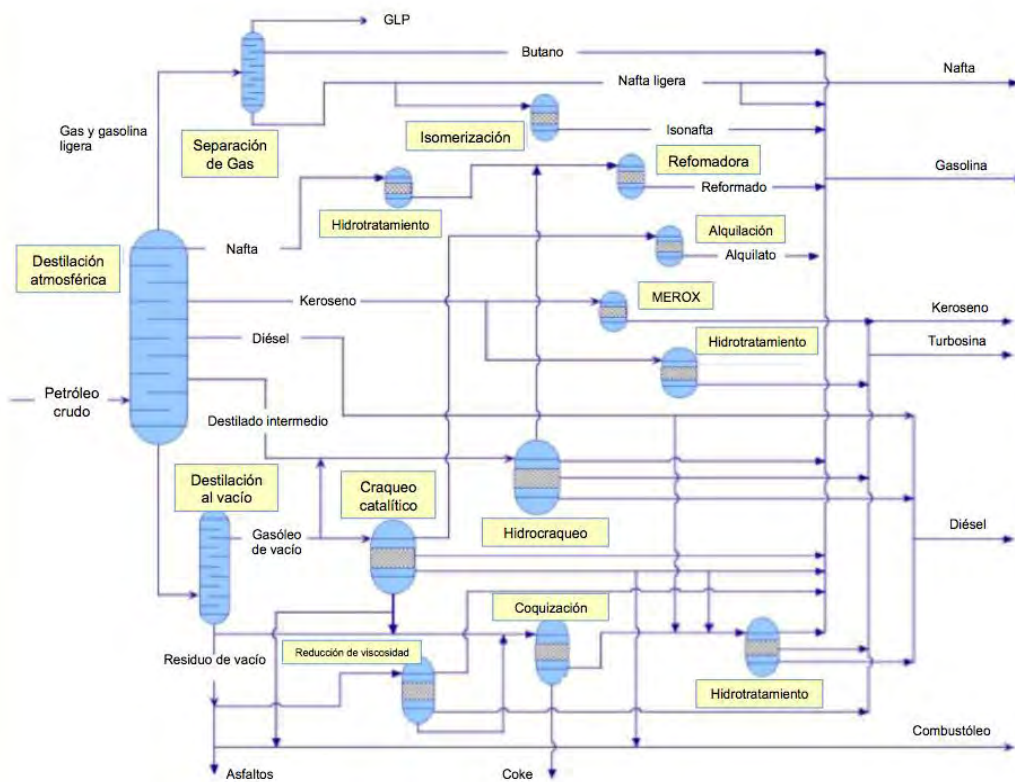 GLP
Butano
Nafta ligera
Nafta
Gas y gasolina
ligera
Separación
de Gas
Isomerización
Isonafta
Refomadora
Gasolina
Reformado
Hidrotratamiento
Destilación
atmosférica
Nafta
Alquilación
Alquilato
Keroseno
MEROX
Keroseno
Diésel
Hidrotratamiento
Turbosina
Petróleo
crudo
Destilado intermedio
Destilación
al vacío
Craqueo
catalítico
Gasóleo
de vacío
Hidrocraqueo
Diésel
Coquización
Residuo de vacío
Reducción de viscosidad
Hidrotratamiento
Combustóleo
Asfaltos
Coke